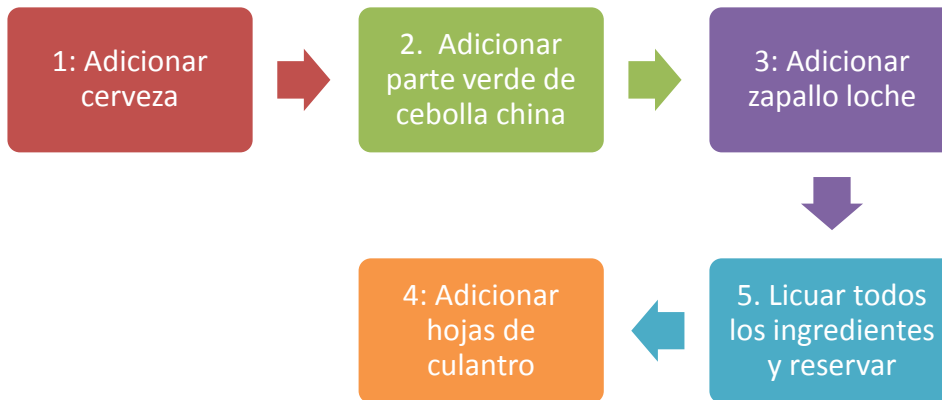 1: Adicionar
cerveza
2.  Adicionar
parte verde de
cebolla china
3: Adicionar
zapallo loche
4: Adicionar
hojas de
culantro
5. Licuar todos
los ingredientes
y reservar